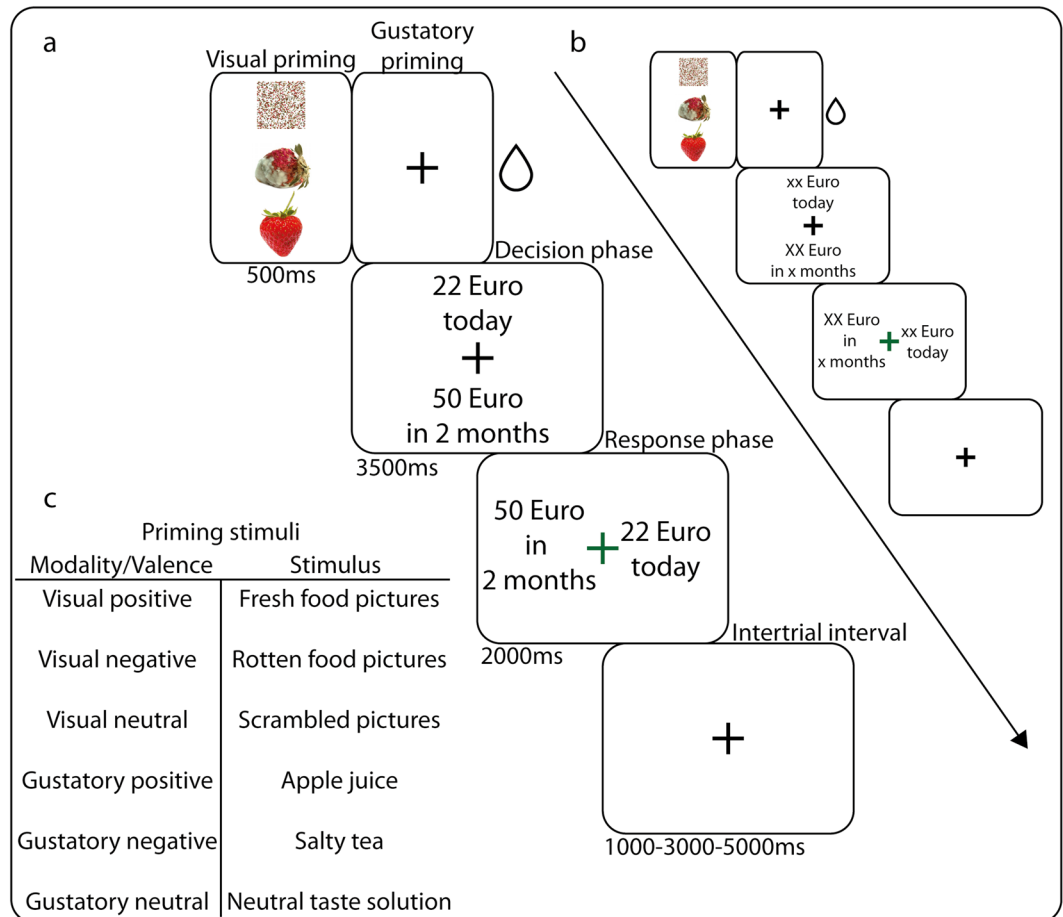 a
Visual priming
Gustatory
priming
500ms
Decision phase
22 Euro
today
50 Euro
in 2 months
3500ms
Response phase
50 Euro
in
2 months
22 Euro
today
2000ms
Intertrial interval
1000-3000-5000ms
b
xx Euro
today
XX Euro
in x months
XX Euro
in
x months
xx Euro
today
c
Priming stimuli
Modality/Valence Stimulus
Visual positive Fresh food pictures
Visual negative Rotten food pictures
Visual neutral Scrambled pictures
Gustatory positive Apple juice
Gustatory negative Salty tea
Gustatory neutral Neutral taste solution